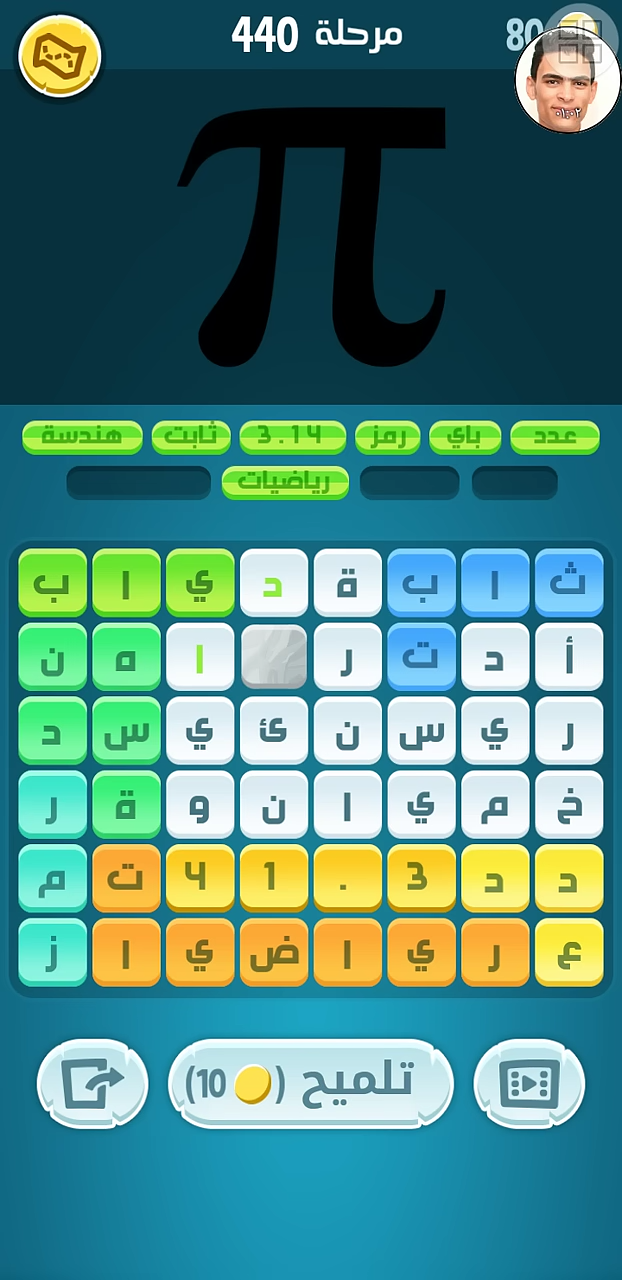 مرحلة 440
80
π
عدد باي رمز 3.14 ثابت هندسة
رياضيات
ث ا ب ة د ي ا ب
أ د ت ر ا ه ن
ر ي س ن ئ ي س د
خ م ي ا ن و ة ر
د د 3 . 1 4 ت م
ع ر ي ا ض ي ا ز
تلميح (10)